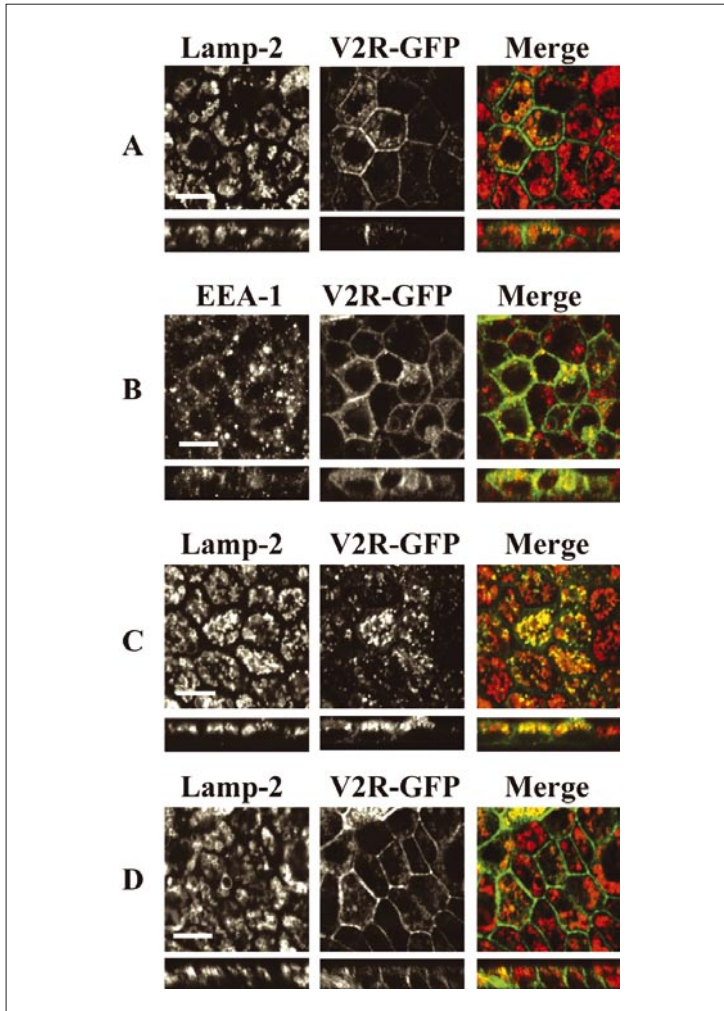 Lamp-2 V2R-GFP Merge
A
EEA-1 V2R-GFP Merge
B
Lamp-2 V2R-GFP Merge
C
Lamp-2 V2R-GFP Merge
D